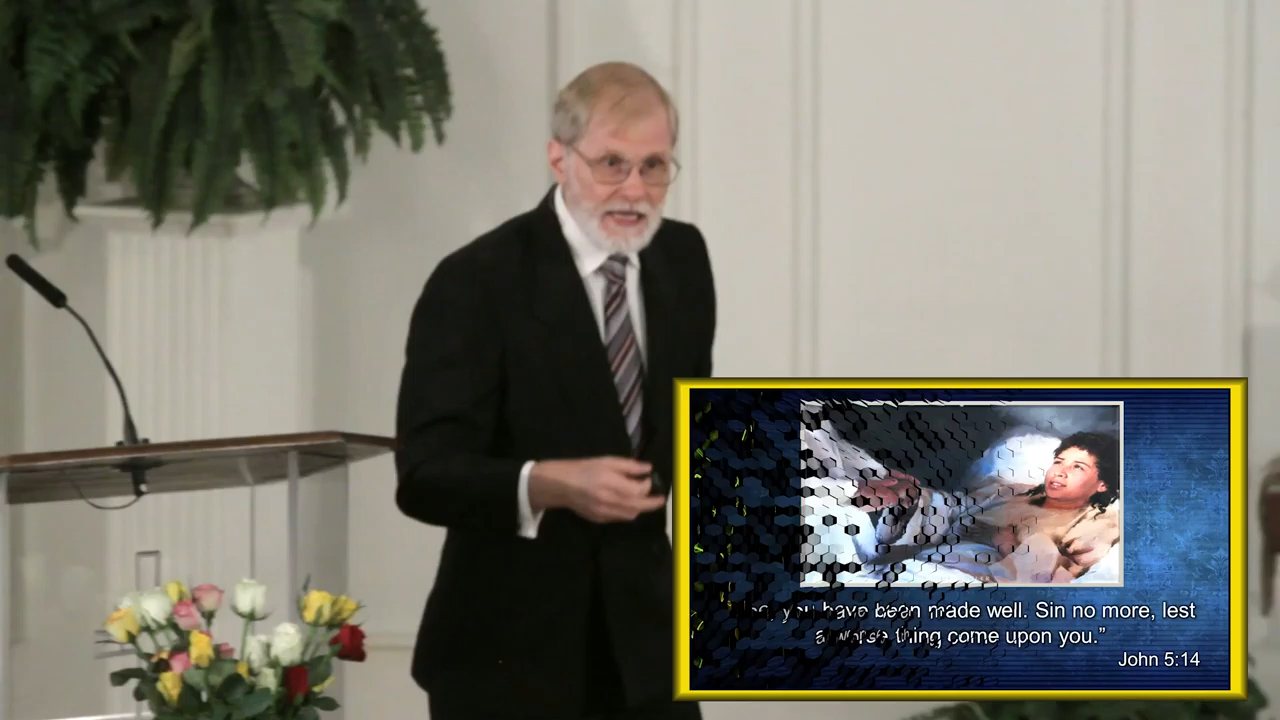 you have been made well. Sin no more, lest
a worse thing come upon you.”
John 5:14